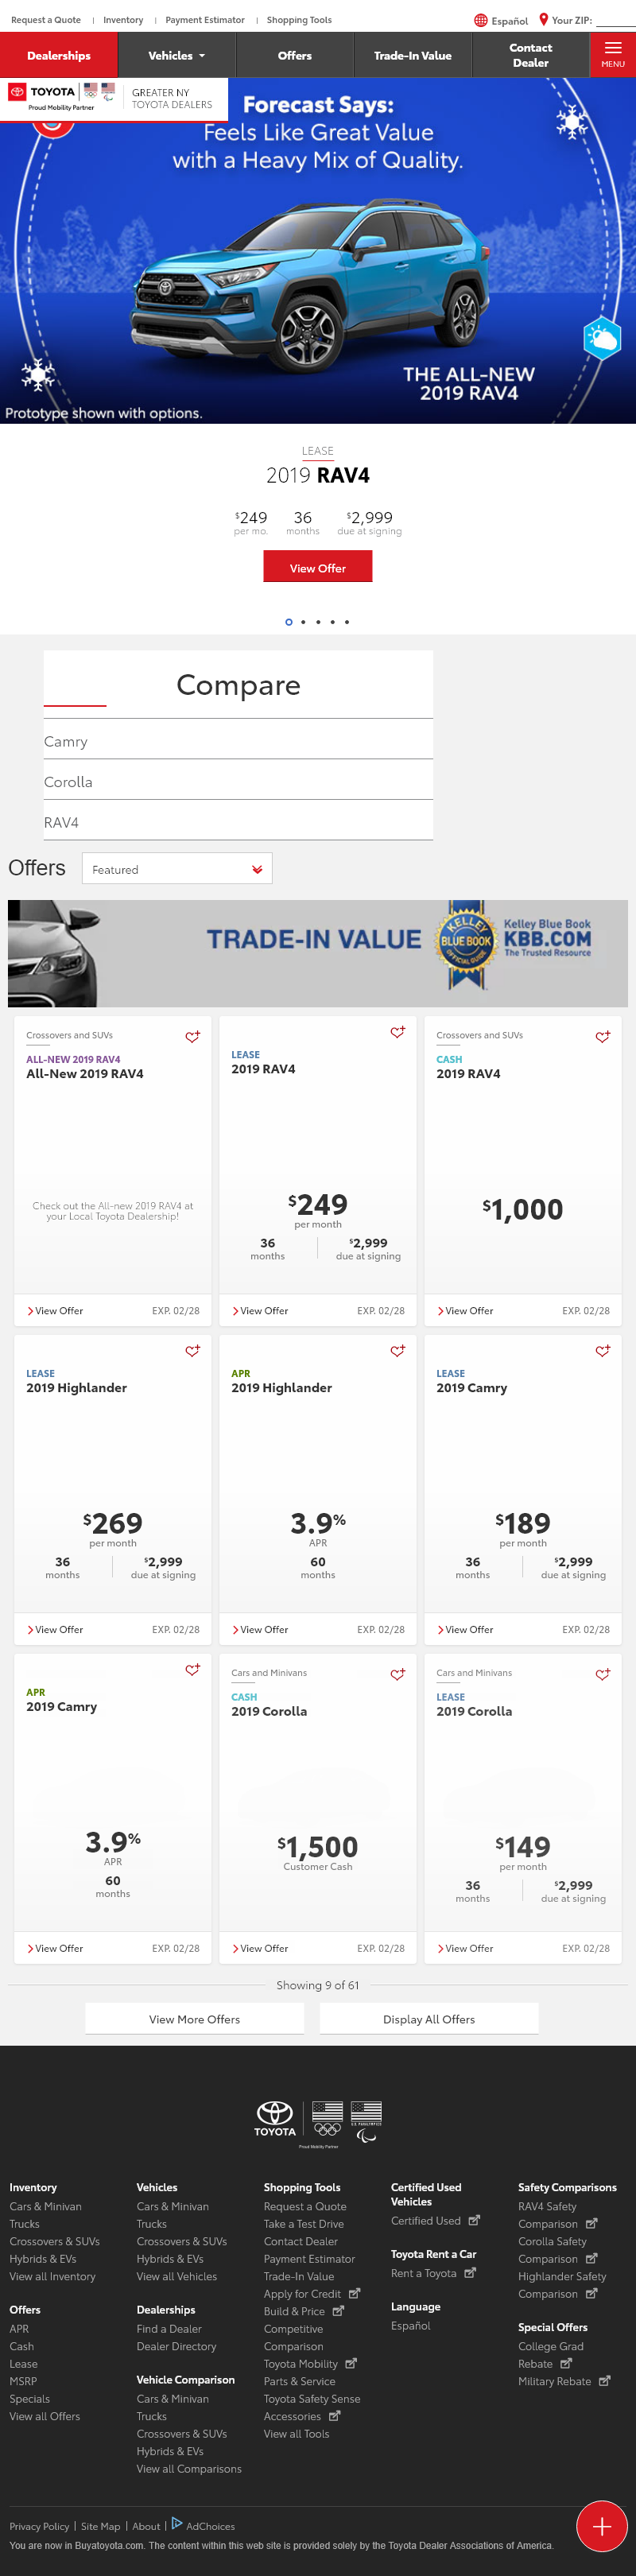 Request a Quote | Inventory | Payment Estimator | Shopping Tools
Español Your ZIP:
Dealerships Vehicles Offers Trade-In Value Contact Dealer MENU
TOYOTA GREATER NY TOYOTA DEALERS
Proud Mobility Partner
Forecast Says:
Feels Like Great Value
with a Heavy Mix of Quality.
THE ALL-NEW
2019 RAV4
Prototype shown with options.
LEASE
2019 RAV4
$249 36 $2,999
per mo. months due at signing
View Offer
Compare
Camry
Corolla
RAV4
Offers Featured
TRADE-IN VALUE KELLEY BLUE BOOK OFFICIAL GUIDE Kelley Blue Book
KBB.COM
The Trusted Resource
Crossovers and SUVs
ALL-NEW 2019 RAV4
All-New 2019 RAV4
Check out the All-new 2019 RAV4 at
your Local Toyota Dealership!
View Offer EXP. 02/28
LEASE
2019 RAV4
$249
per month
36 $2,999
months due at signing
View Offer EXP. 02/28
Crossovers and SUVs
CASH
2019 RAV4
$1,000
View Offer EXP. 02/28
LEASE
2019 Highlander
$269
per month
36 $2,999
months due at signing
View Offer EXP. 02/28
APR
2019 Highlander
3.9%
APR
60
months
View Offer EXP. 02/28
LEASE
2019 Camry
$189
per month
36 $2,999
months due at signing
View Offer EXP. 02/28
APR
2019 Camry
3.9%
APR
60
months
View Offer EXP. 02/28
Cars and Minivans
CASH
2019 Corolla
$1,500
Customer Cash
View Offer EXP. 02/28
Cars and Minivans
LEASE
2019 Corolla
$149
per month
36 $2,999
months due at signing
View Offer EXP. 02/28
Showing 9 of 61
View More Offers Display All Offers
TOYOTA
Proud Mobility Partner
Inventory
Cars & Minivan
Trucks
Crossovers & SUVs
Hybrids & EVs
View all Inventory
Offers
APR
Cash
Lease
MSRP
Specials
View all Offers
Vehicles
Cars & Minivan
Trucks
Crossovers & SUVs
Hybrids & EVs
View all Vehicles
Dealerships
Find a Dealer
Dealer Directory
Vehicle Comparison
Cars & Minivan
Trucks
Crossovers & SUVs
Hybrids & EVs
View all Comparisons
Shopping Tools
Request a Quote
Take a Test Drive
Contact Dealer
Payment Estimator
Trade-In Value
Apply for Credit
Build & Price
Competitive
Comparison
Toyota Mobility
Parts & Service
Toyota Safety Sense
Accessories
View all Tools
Certified Used
Vehicles
Certified Used
Toyota Rent a Car
Rent a Toyota
Language
Español
Safety Comparisons
RAV4 Safety
Comparison
Corolla Safety
Comparison
Highlander Safety
Comparison
Special Offers
College Grad
Rebate
Military Rebate
Privacy Policy | Site Map | About | AdChoices
You are now in Buyatoyota.com. The content within this web site is provided solely by the Toyota Dealer Associations of America.